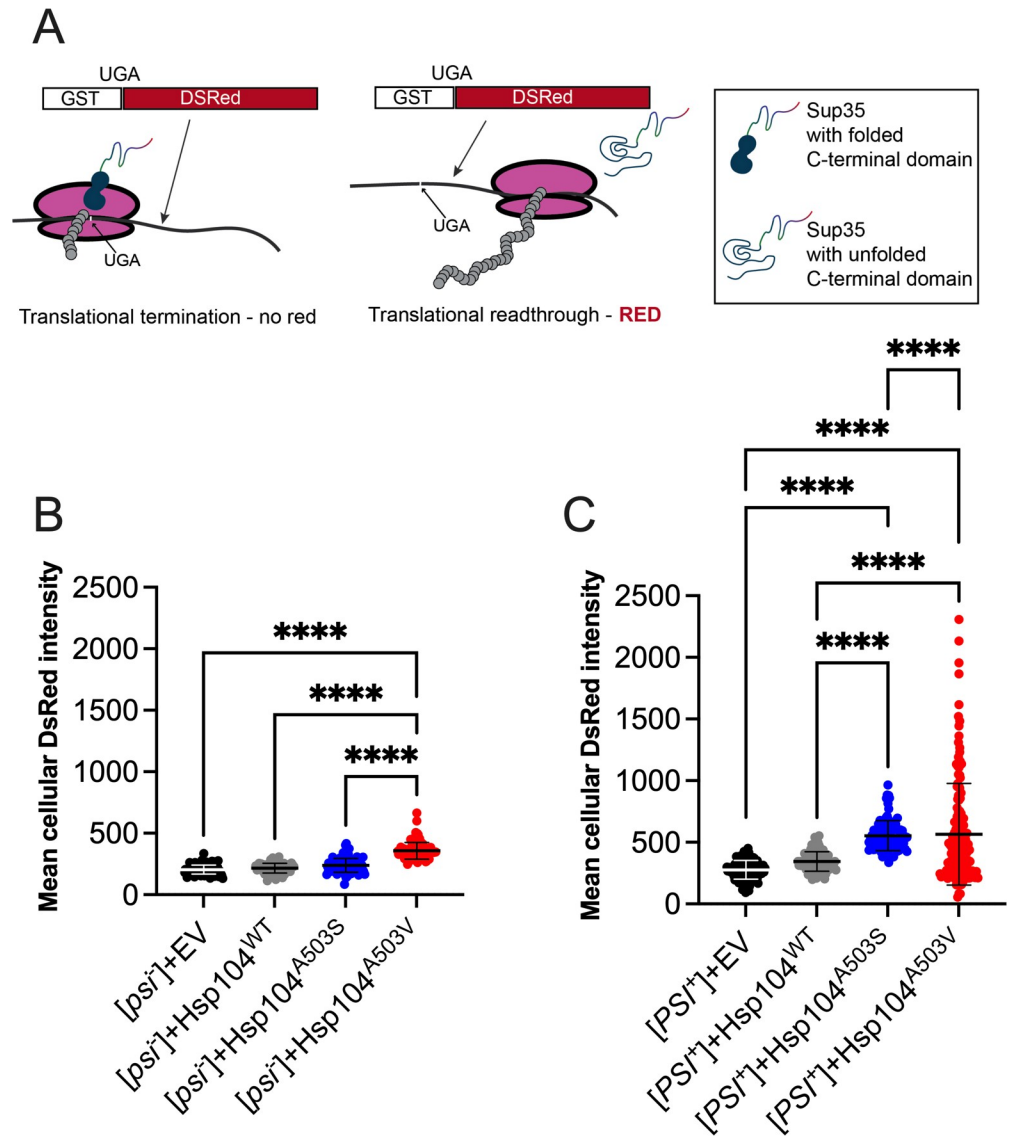 A
UGA
GST
DSRed
UGA
Translational termination - no red
UGA
GST
DSRed
UGA
Translational readthrough - RED
Sup35
with folded
C-terminal domain
Sup35
with unfolded
C-terminal domain
B
Mean cellular DsRed intensity
2500
2000
1500
1000
500
0
****
****
****
[psi-]+EV
[psi-]+Hsp104WT
[psi-]+Hsp104A503S
[psi-]+Hsp104A503V
C
Mean cellular DsRed intensity
2500
2000
1500
1000
500
0
****
****
****
****
****
[PSI+]+EV
[PSI+]+Hsp104WT
[PSI+]+Hsp104A503S
[PSI+]+Hsp104A503V